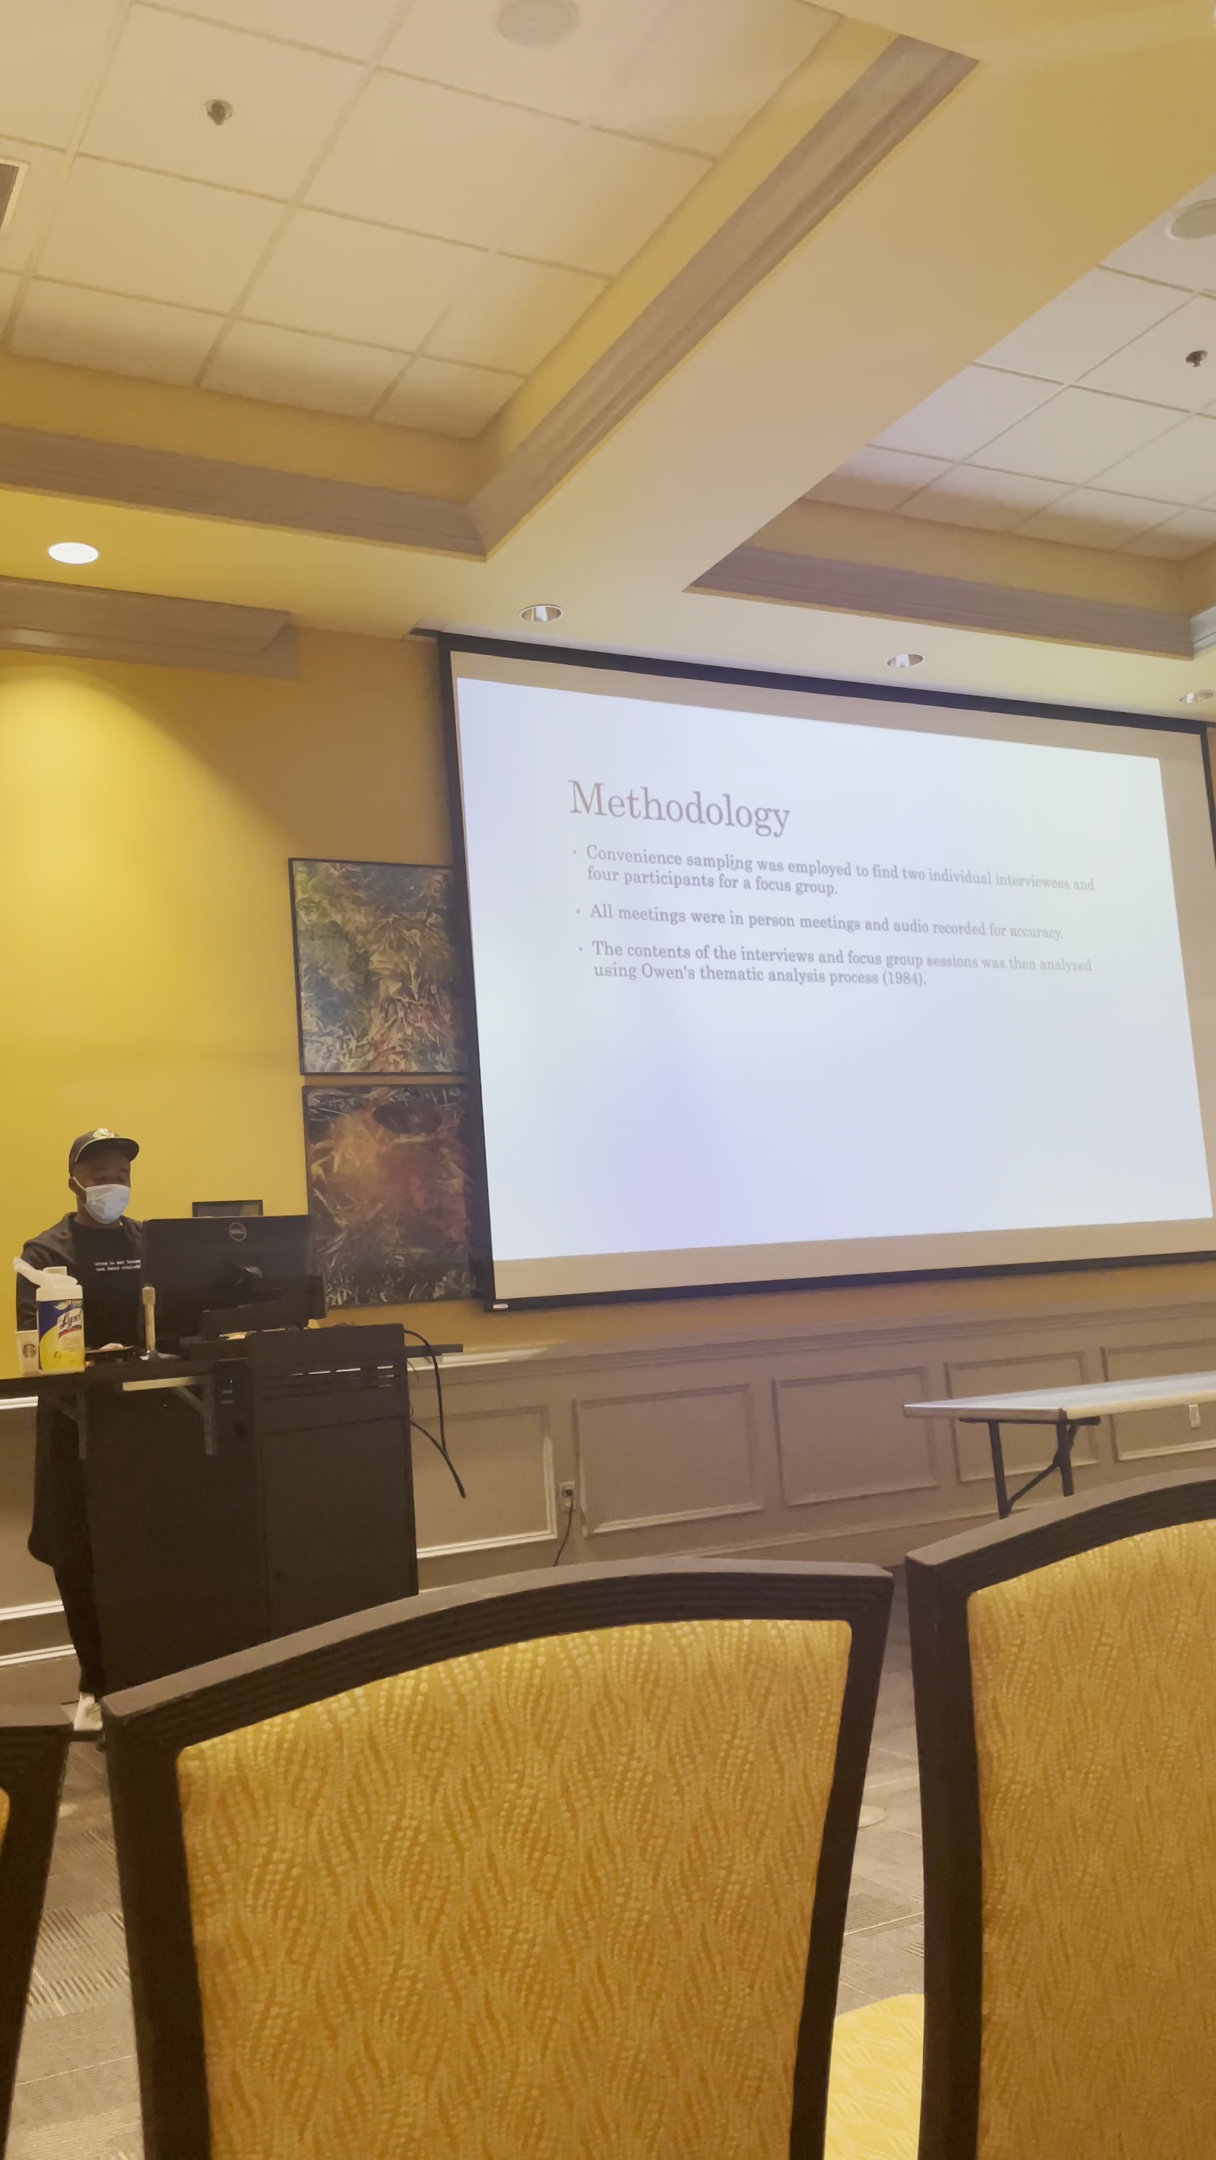 Methodology
· Convenience sampling was employed to find two individual interviewees and
four participants for a focus group.
· All meetings were in person meetings and audio recorded for accuracy.
· The contents of the interviews and focus group sessions was then analyzed
using Owen's thematic analysis process (1984).
DELL
Lysol